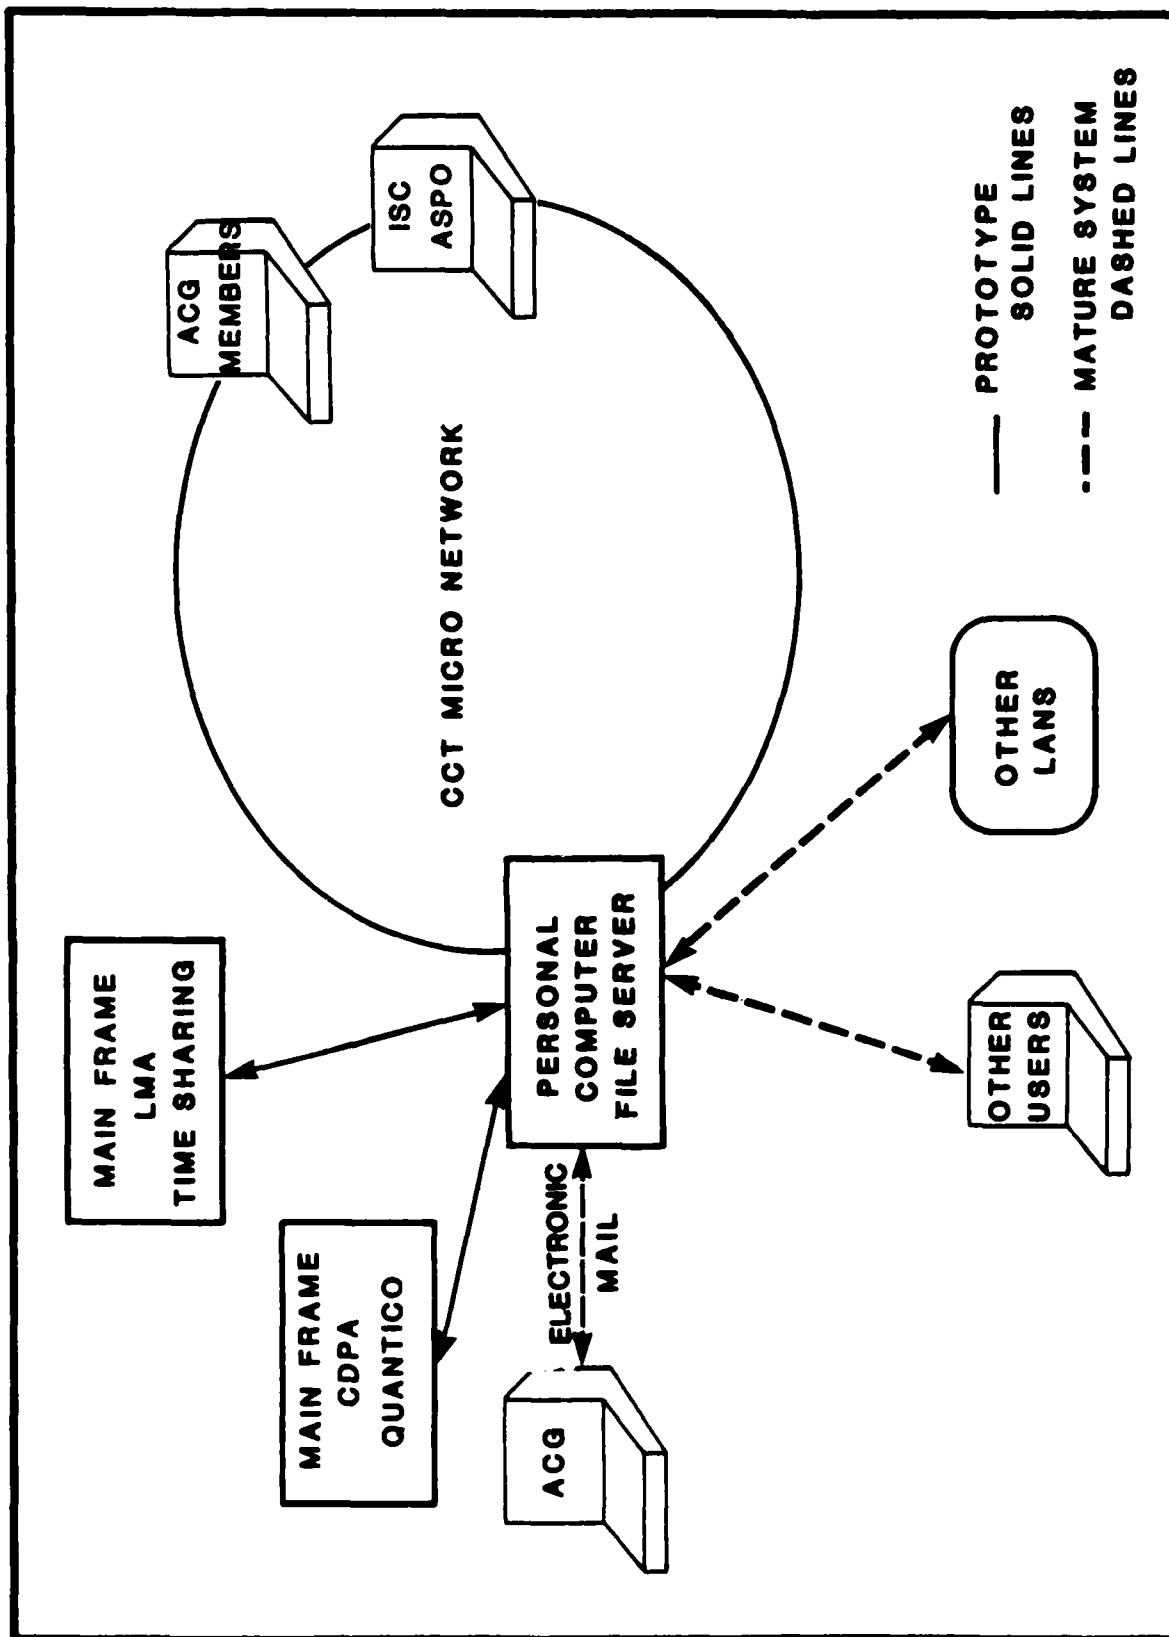 MAIN FRAME
LMA
TIME SHARING
MAIN FRAME
CDPA
QUANTICO
ACG
MEMBERS
ISC
ASPO
CCT MICRO NETWORK
PERSONAL
COMPUTER
FILE SERVER
ELECTRONIC
MAIL
ACG
OTHER
USERS
OTHER
LANS
PROTOTYPE
SOLID LINES
MATURE SYSTEM
DASHED LINES